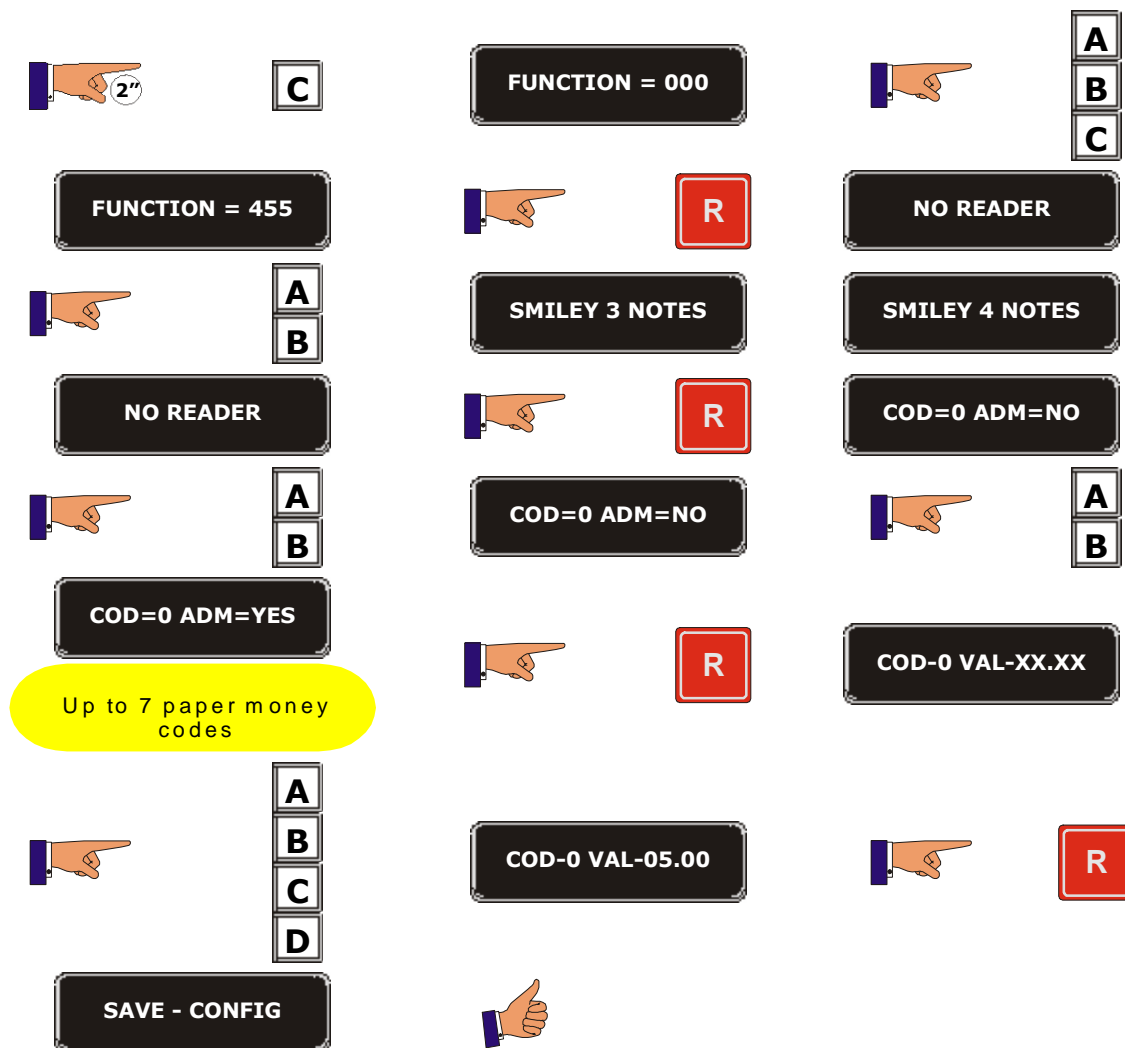 2”
C
FUNCTION = 000
A
B
C
FUNCTION = 455
R
NO READER
A
B
SMILEY 3 NOTES
SMILEY 4 NOTES
NO READER
R
COD=0 ADM=NO
A
B
COD=0 ADM=NO
A
B
COD=0 ADM=YES
Up to 7 paper money
codes
R
COD-0 VAL-XX.XX
A
B
C
D
COD-0 VAL-05.00
R
SAVE - CONFIG